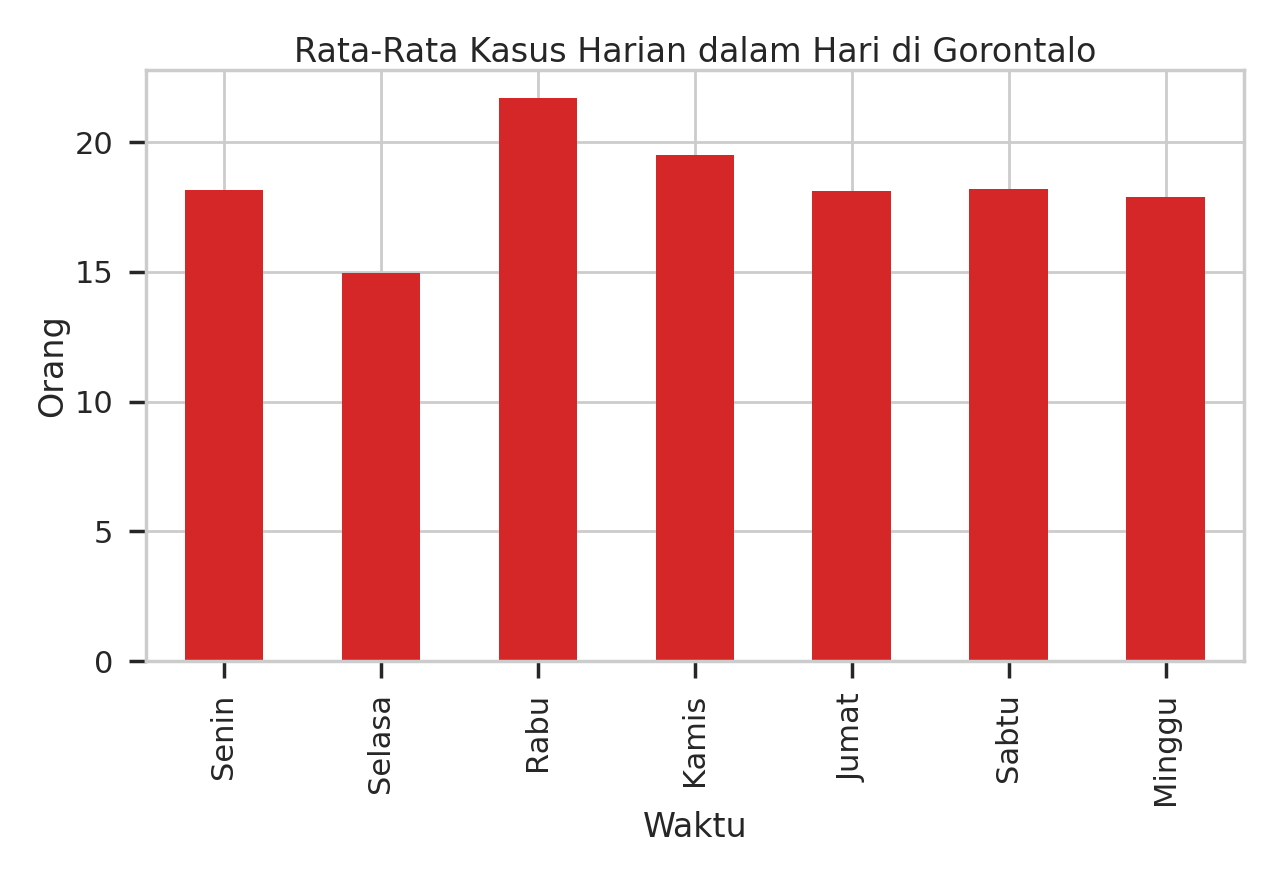 Rata-Rata Kasus Harian dalam Hari di Gorontalo
Orang
20
15
10
5
0
Senin
Selasa
Rabu
Kamis
Jumat
Sabtu
Minggu
Waktu